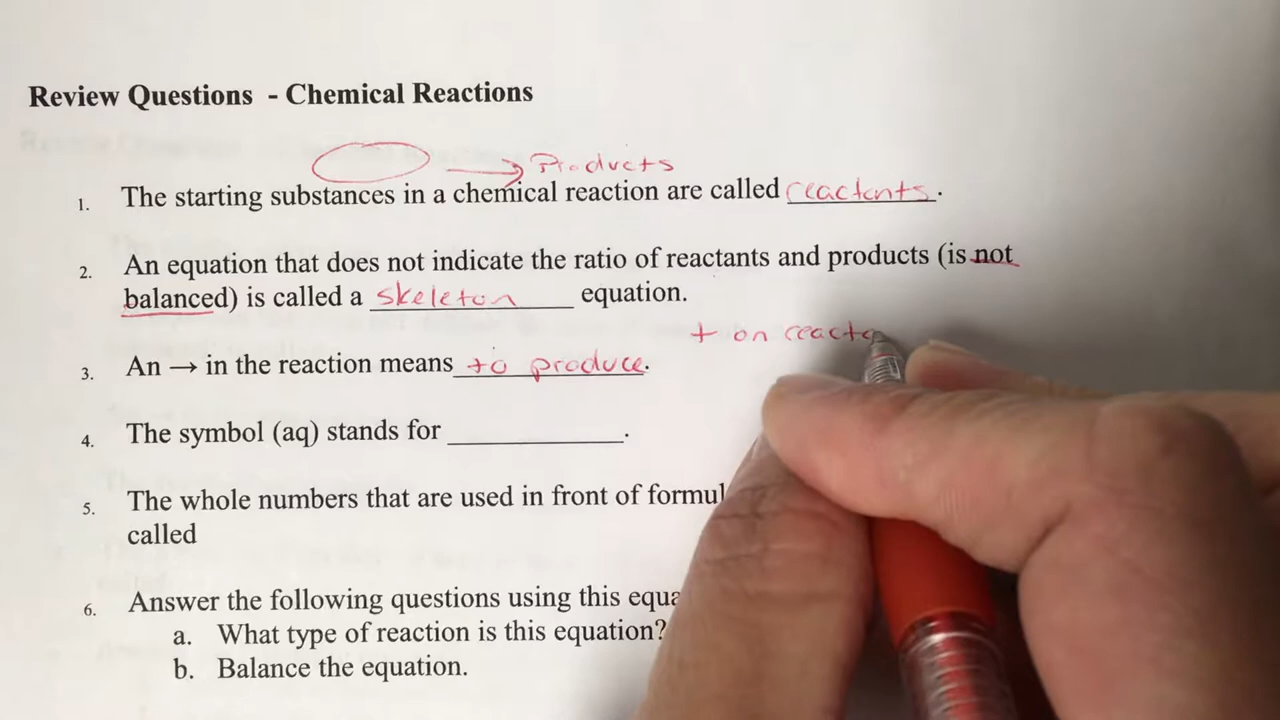 Review Questions - Chemical Reactions
→ Products
1. The starting substances in a chemical reaction are called reactants.
2. An equation that does not indicate the ratio of reactants and products (is not
balanced) is called a skeleton equation.
+ on reacta
3. An → in the reaction means to produce.
4. The symbol (aq) stands for ____________.
5. The whole numbers that are used in front of formul
called
6. Answer the following questions using this equa
a. What type of reaction is this equation?
b. Balance the equation.